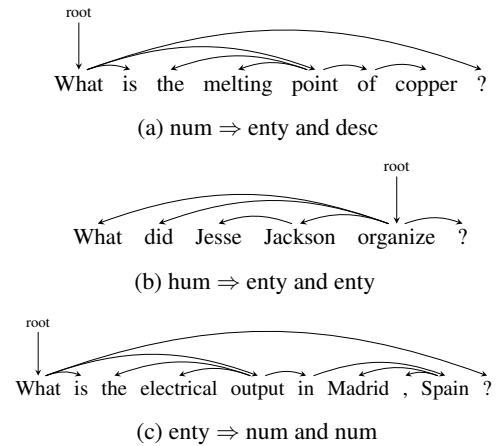 root
What is the melting point of copper ?
(a) num ⇒ enty and desc
root
What did Jesse Jackson organize ?
(b) hum ⇒ enty and enty
root
What is the electrical output in Madrid , Spain ?
(c) enty ⇒ num and num